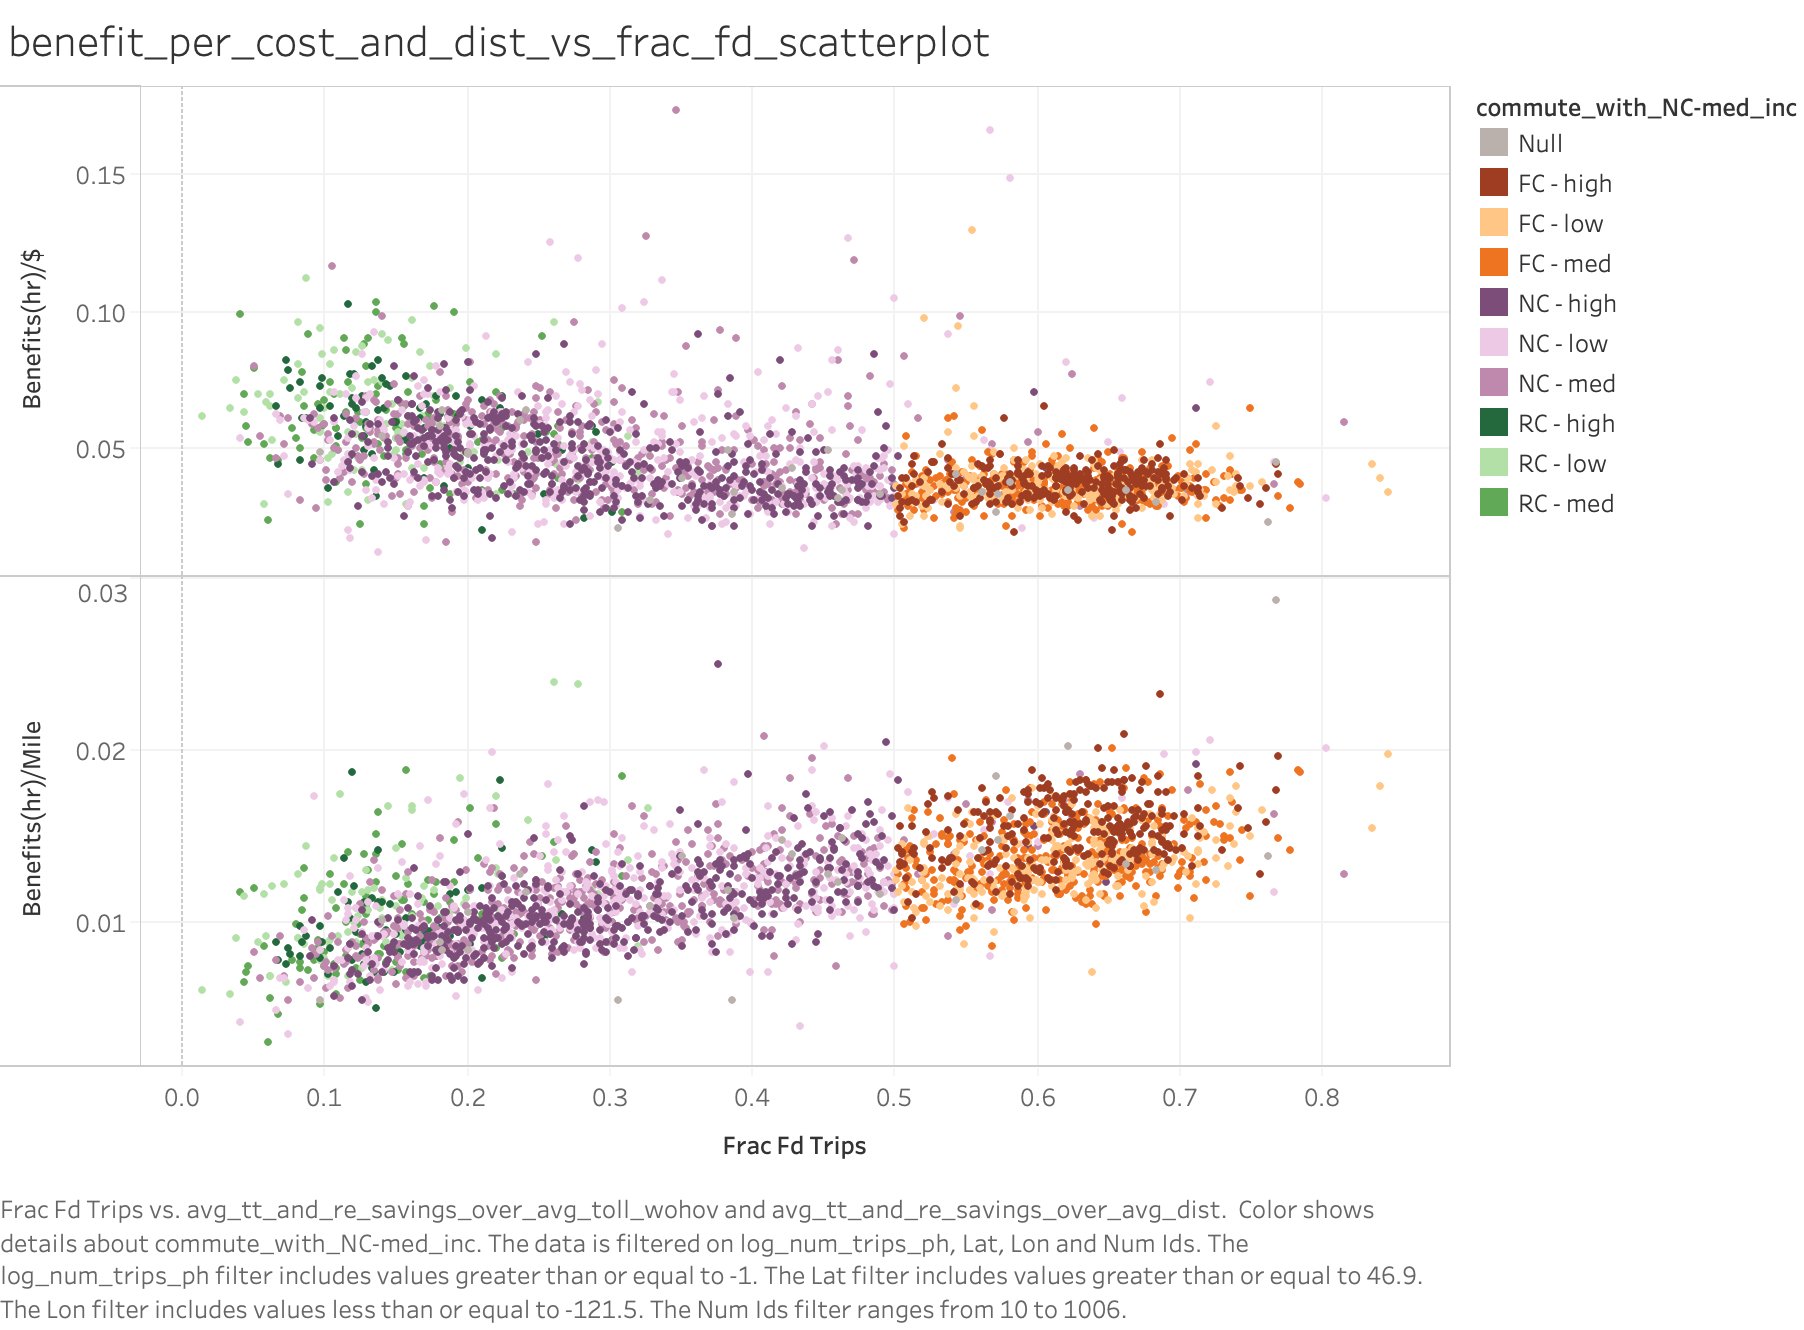 benefit_per_cost_and_dist_vs_frac_fd_scatterplot
commute_with_NC-med_inc
Null
FC - high
FC - low
FC - med
NC - high
NC - low
NC - med
RC - high
RC - low
RC - med
Benefits(hr)/$
0.15
0.10
0.05
Benefits(hr)/Mile
0.03
0.02
0.01
0.0 0.1 0.2 0.3 0.4 0.5 0.6 0.7 0.8
Frac Fd Trips
Frac Fd Trips vs. avg_tt_and_re_savings_over_avg_toll_wohov and avg_tt_and_re_savings_over_avg_dist.  Color shows
details about commute_with_NC-med_inc. The data is filtered on log_num_trips_ph, Lat, Lon and Num Ids. The
log_num_trips_ph filter includes values greater than or equal to -1. The Lat filter includes values greater than or equal to 46.9.
The Lon filter includes values less than or equal to -121.5. The Num Ids filter ranges from 10 to 1006.